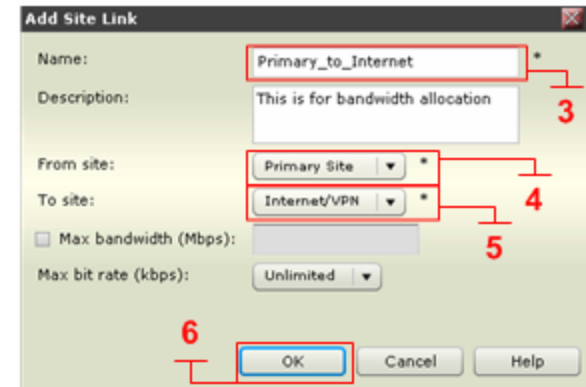 Add Site Link
Name: Primary_to_Internet *
3
Description: This is for bandwidth allocation
From site: Primary Site *
4
To site: Internet/VPN *
5
Max bandwidth (Mbps):
Max bit rate (kbps): Unlimited
6
OK Cancel Help